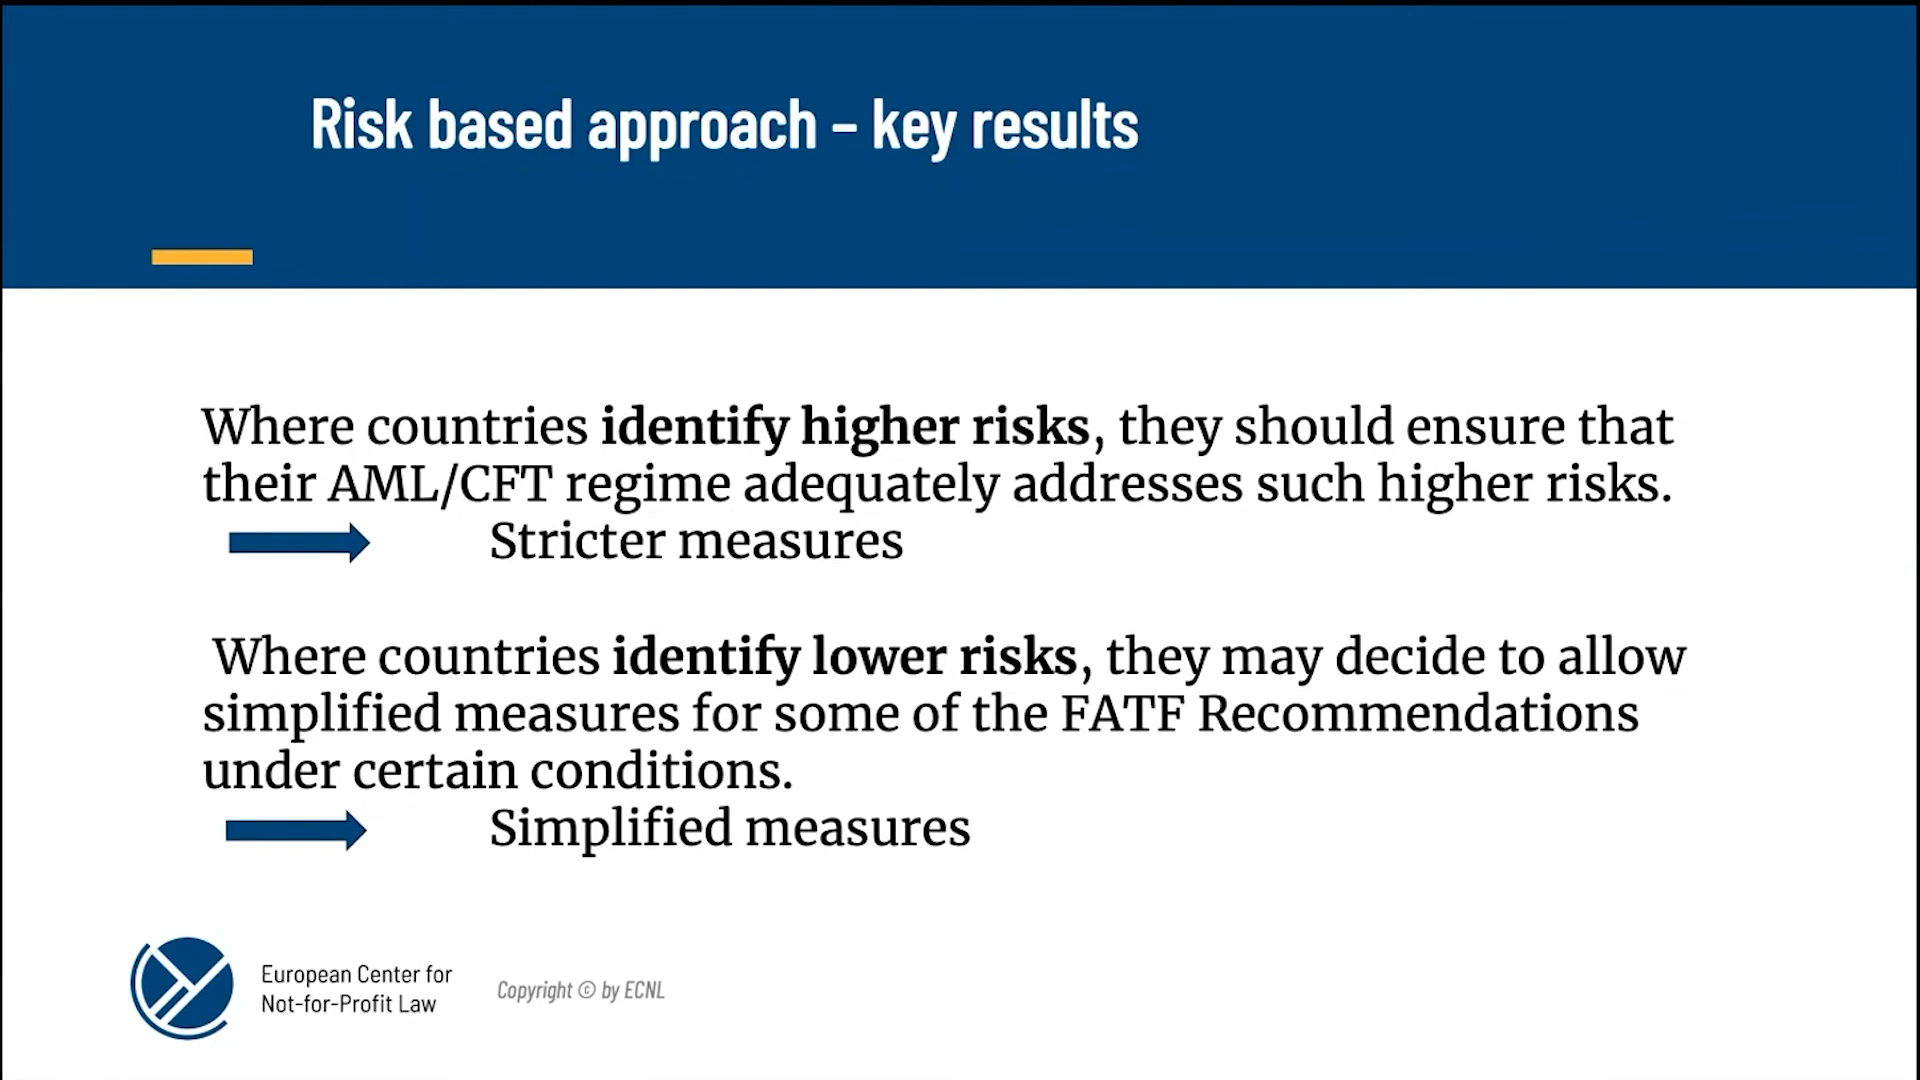 Risk based approach – key results
Where countries identify higher risks, they should ensure that
their AML/CFT regime adequately addresses such higher risks.
Stricter measures
Where countries identify lower risks, they may decide to allow
simplified measures for some of the FATF Recommendations
under certain conditions.
Simplified measures
European Center for
Not-for-Profit Law
Copyright © by ECNL